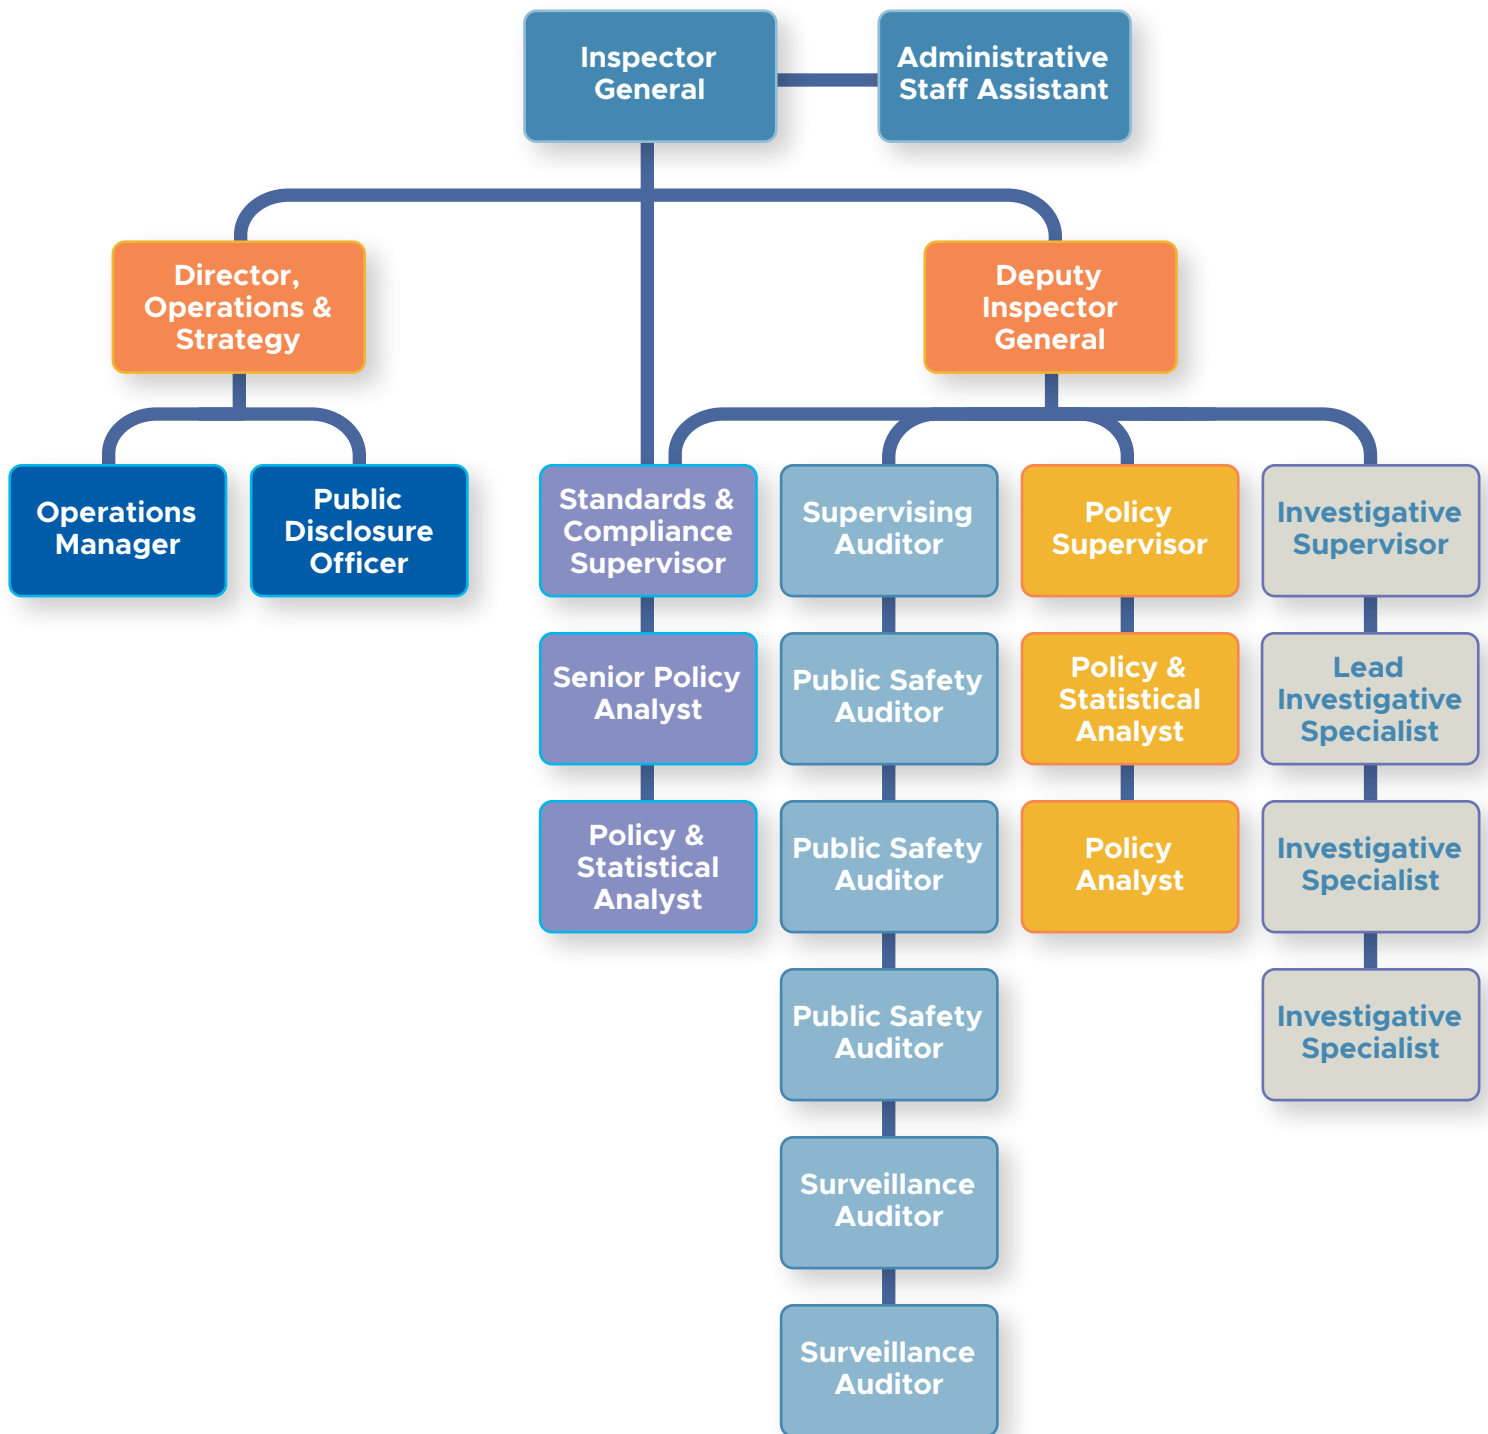 Inspector
General
Administrative
Staff Assistant
Director,
Operations &
Strategy
Deputy
Inspector
General
Operations
Manager
Public
Disclosure
Officer
Standards &
Compliance
Supervisor
Supervising
Auditor
Policy
Supervisor
Investigative
Supervisor
Senior Policy
Analyst
Public Safety
Auditor
Policy &
Statistical
Analyst
Lead
Investigative
Specialist
Policy &
Statistical
Analyst
Public Safety
Auditor
Policy
Analyst
Investigative
Specialist
Public Safety
Auditor
Investigative
Specialist
Surveillance
Auditor
Surveillance
Auditor